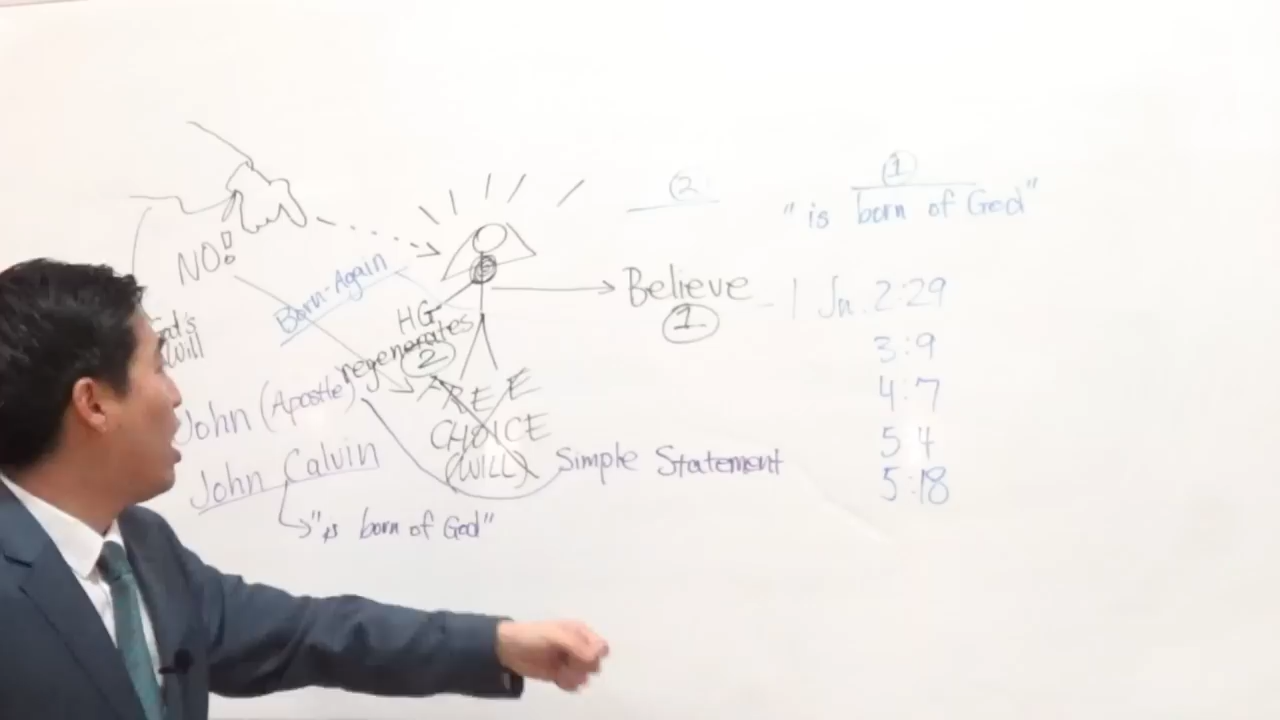 NO!
God's
Will
Born-Again
HG
regenerates
2
John (Apostle)
John Calvin
"is born of God"
FREE
CHOICE
(WILL)
Simple Statement
Believe
1
2
1
"is born of God"
1 Jn. 2:29
3:9
4:7
5 4
5:18